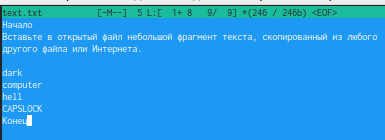 text.txt [-M--] 5 L:[ 1+ 8 9/ 9] *(246 / 246b) <EOF>
Начало
Вставьте в открытый файл небольшой фрагмент текста, скопированный из любого
другого файла или Интернета.
dark
computer
hell
CAPSLOCK
Конец